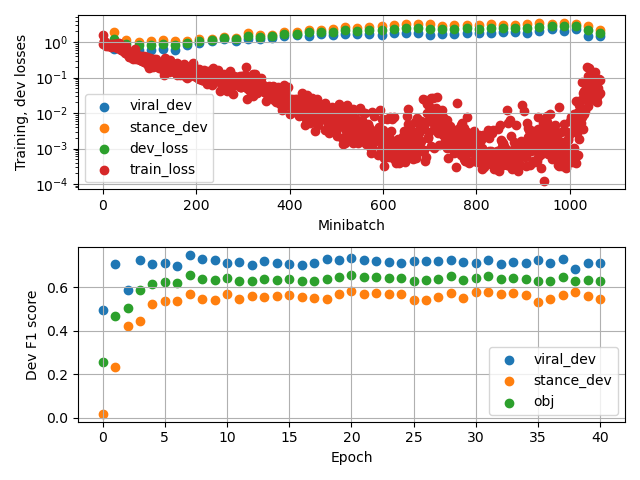 Training, dev losses
10⁰
10⁻¹
10⁻²
10⁻³
10⁻⁴
viral_dev
stance_dev
dev_loss
train_loss
0 200 400 600 800 1000
Minibatch
Dev F1 score
0.6
0.4
0.2
0.0
viral_dev
stance_dev
obj
0 5 10 15 20 25 30 35 40
Epoch